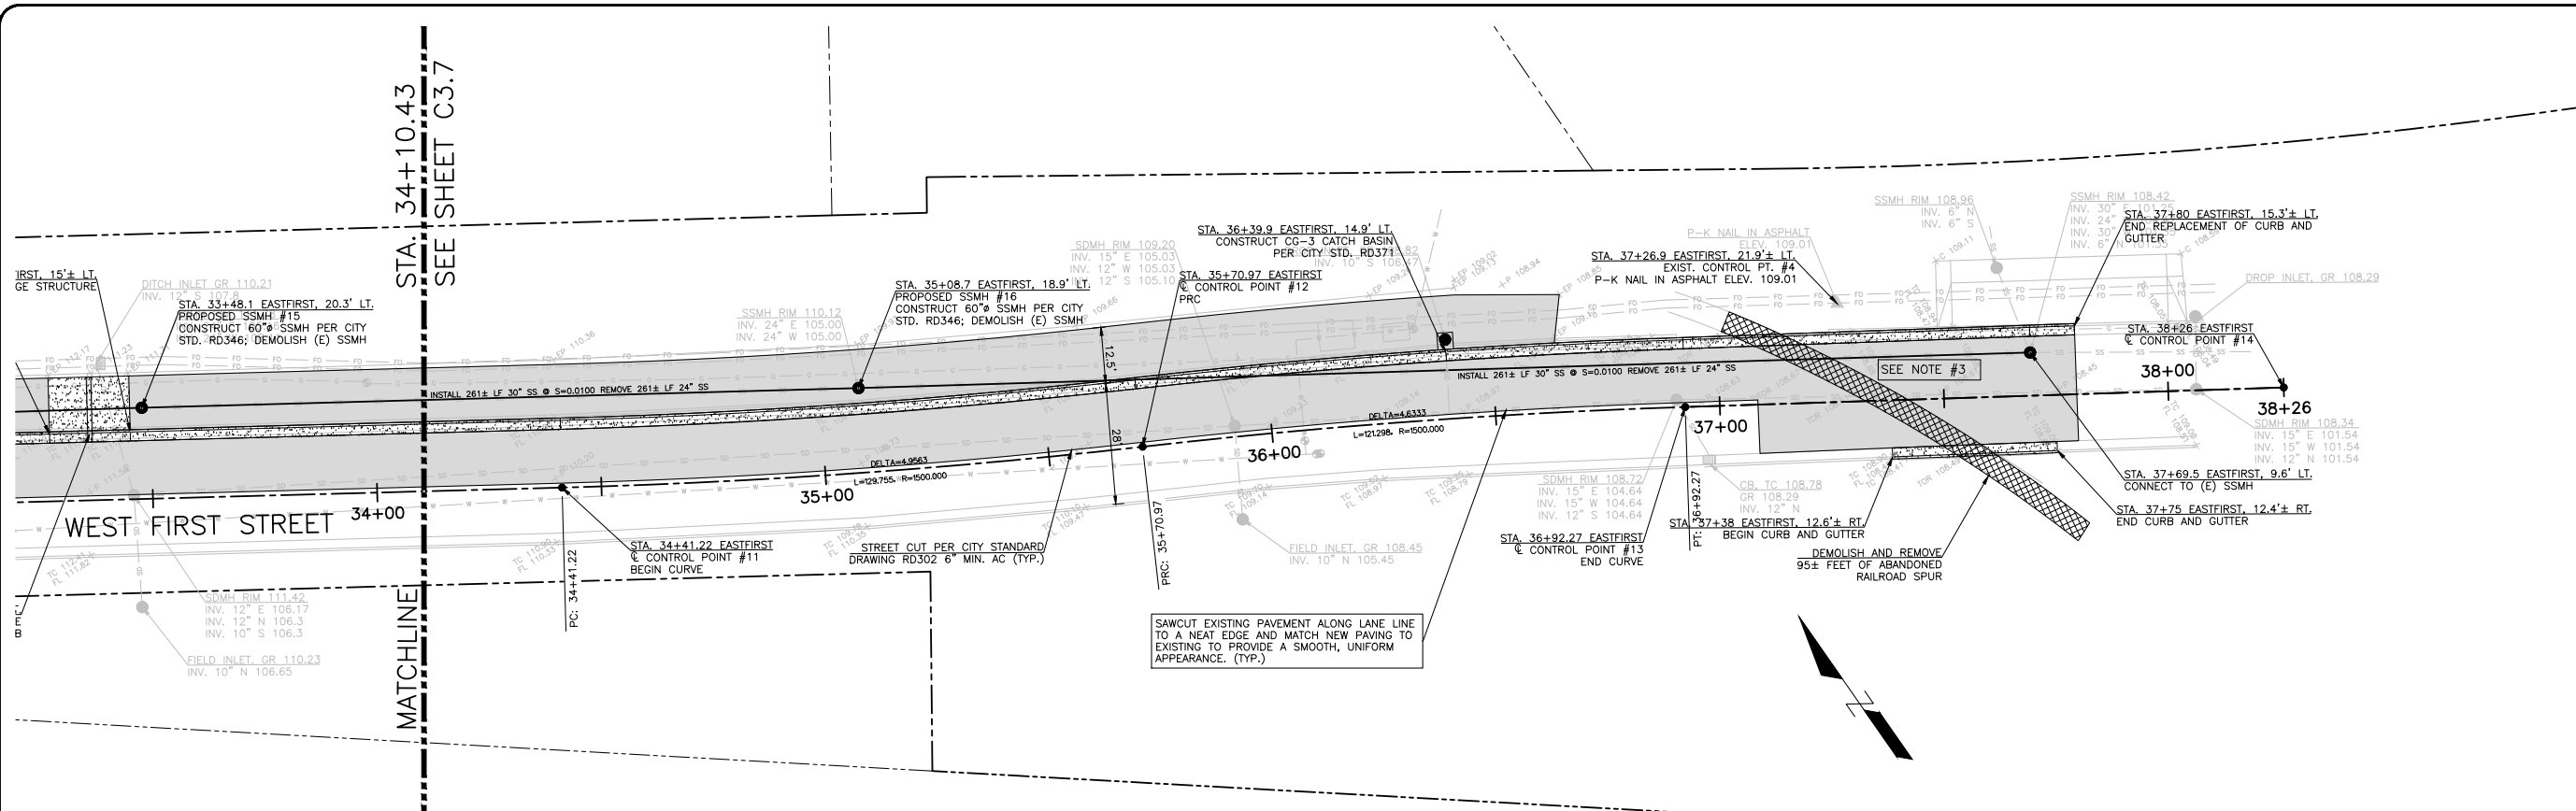 STA. 34+10.43
SEE SHEET C3.7
MATCHLINE
IRST, 15'± LT.
GE STRUCTURE
DITCH INLET GR 110.21
INV. 12" S 107.8
STA. 33+48.1 EASTFIRST, 20.3' LT.
PROPOSED SSMH #15
CONSTRUCT 60"ø SSMH PER CITY
STD. RD346; DEMOLISH (E) SSMH
SSMH RIM 110.12
INV. 24" E 105.00
INV. 24" W 105.00
STA. 35+08.7 EASTFIRST, 18.9' LT.
PROPOSED SSMH #16
CONSTRUCT 60"ø SSMH PER CITY
STD. RD346; DEMOLISH (E) SSMH
SDMH RIM 109.20
INV. 15" E 105.03
INV. 12" W 105.03
INV. 12" S 105.10
STA. 35+70.97 EASTFIRST
℄ CONTROL POINT #12
PRC
STA. 36+39.9 EASTFIRST, 14.9' LT.
CONSTRUCT CG-3 CATCH BASIN
PER CITY STD. RD371
STA. 37+26.9 EASTFIRST, 21.9'± LT.
EXIST. CONTROL PT. #4
P-K NAIL IN ASPHALT ELEV. 109.01
P-K NAIL IN ASPHALT
ELEV. 109.01
SSMH RIM 108.96
INV. 6" N
INV. 6" S
SSMH RIM 108.42
INV. 30" E 101.25
STA. 37+80 EASTFIRST, 15.3'± LT.
END REPLACEMENT OF CURB AND
GUTTER
DROP INLET, GR 108.29
STA. 38+26 EASTFIRST
℄ CONTROL POINT #14
SEE NOTE #3
38+00
38+26
SDMH RIM 108.34
INV. 15" E 101.54
INV. 15" W 101.54
INV. 12" N 101.54
STA. 37+69.5 EASTFIRST, 9.6' LT.
CONNECT TO (E) SSMH
STA. 37+75 EASTFIRST, 12.4'± RT.
END CURB AND GUTTER
INSTALL 261± LF 30" SS @ S=0.0100 REMOVE 261± LF 24" SS
INSTALL 261± LF 30" SS @ S=0.0100 REMOVE 261± LF 24" SS
12.5'
28'
DELTA=4.9563
L=129.755, R=1500.000
DELTA=4.6333
L=121.298, R=1500.000
WEST FIRST STREET
34+00
35+00
36+00
37+00
PC: 34+41.22
PRC: 35+70.97
PT: 36+92.27
STA. 34+41.22 EASTFIRST
℄ CONTROL POINT #11
BEGIN CURVE
STREET CUT PER CITY STANDARD
DRAWING RD302 6" MIN. AC (TYP.)
FIELD INLET, GR 108.45
INV. 10" N 105.45
SDMH RIM 108.72
INV. 15" E 104.64
INV. 15" W 104.64
INV. 12" S 104.64
STA. 36+92.27 EASTFIRST
℄ CONTROL POINT #13
END CURVE
CB, TC 108.78
GR 108.29
INV. 12" N
STA. 37+38 EASTFIRST, 12.6'± RT.
BEGIN CURB AND GUTTER
DEMOLISH AND REMOVE
95± FEET OF ABANDONED
RAILROAD SPUR
SAWCUT EXISTING PAVEMENT ALONG LANE LINE
TO A NEAT EDGE AND MATCH NEW PAVING TO
EXISTING TO PROVIDE A SMOOTH, UNIFORM
APPEARANCE. (TYP.)
SDMH RIM 111.42
INV. 12" E 106.17
INV. 12" N 106.3
INV. 10" S 106.3
FIELD INLET, GR 110.23
INV. 10" N 106.65
E
B
N